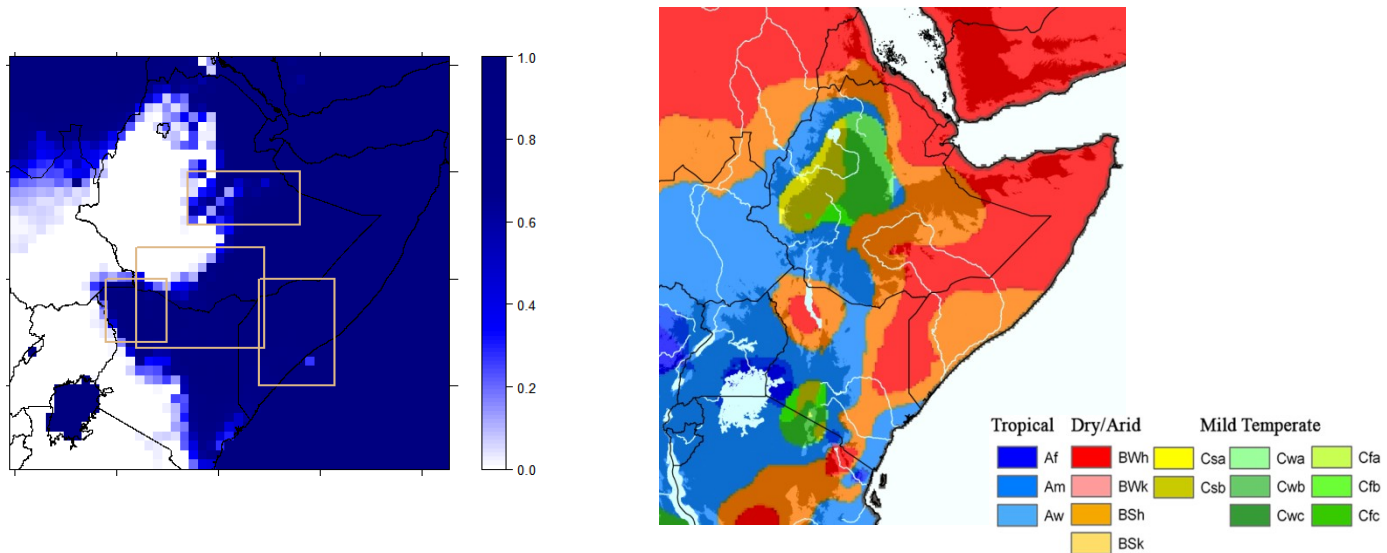 1.0
0.8
0.6
0.4
0.2
0.0
Tropical Dry/Arid Mild Temperate
Af BWh Csa Cwa Cfa
Am BWk Csb Cwb Cfb
Aw BSh Cwc Cfc
BSk